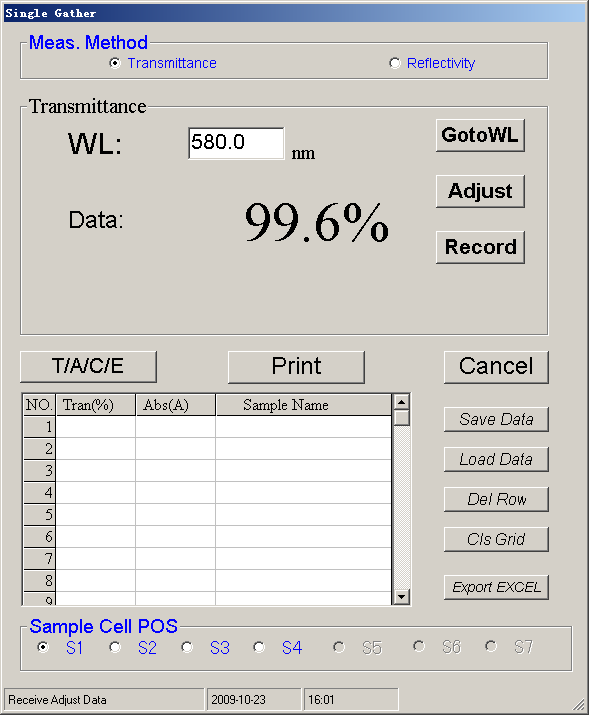 Single Gather
Meas. Method
Transmittance Reflectivity
Transmittance
WL: 580.0 nm GotoWL
Adjust
Data: 99.6%
Record
T/A/C/E Print Cancel
NO. Tran(%) Abs(A) Sample Name
1
2
3
4
5
6
7
8
9
Save Data
Load Data
Del Row
Cls Grid
Export EXCEL
Sample Cell POS
S1 S2 S3 S4 S5 S6 S7
Receive Adjust Data 2009-10-23 16:01